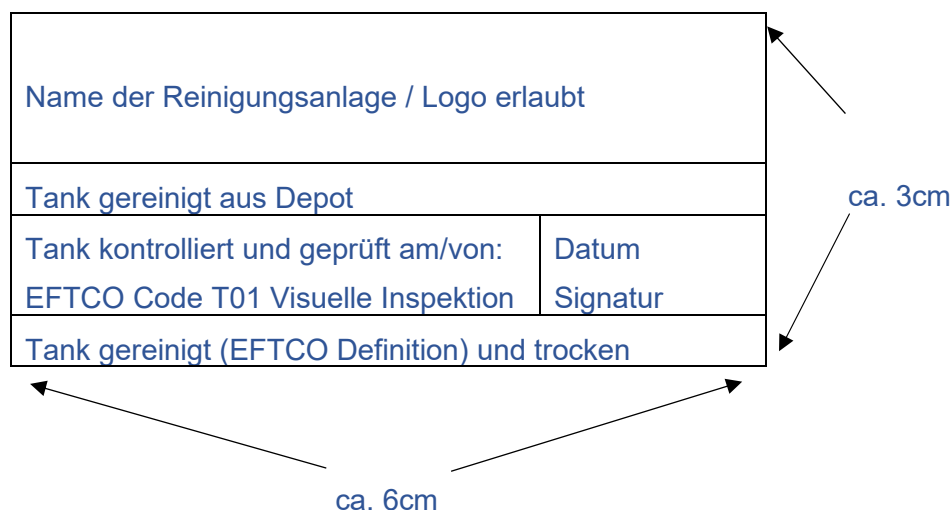 Name der Reinigungsanlage / Logo erlaubt
Tank gereinigt aus Depot
ca. 3cm
Tank kontrolliert und geprüft am/von:
Datum
EFTCO Code T01 Visuelle Inspektion
Signatur
Tank gereinigt (EFTCO Definition) und trocken
ca. 6cm